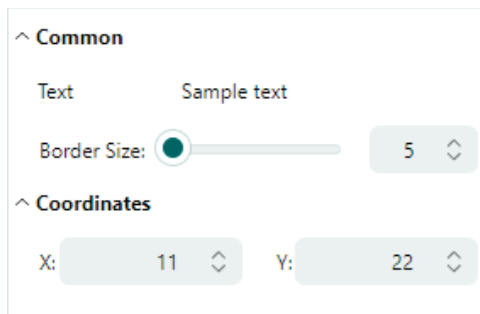 Common
Text Sample text
Border Size: 5
Coordinates
X: 11 Y: 22